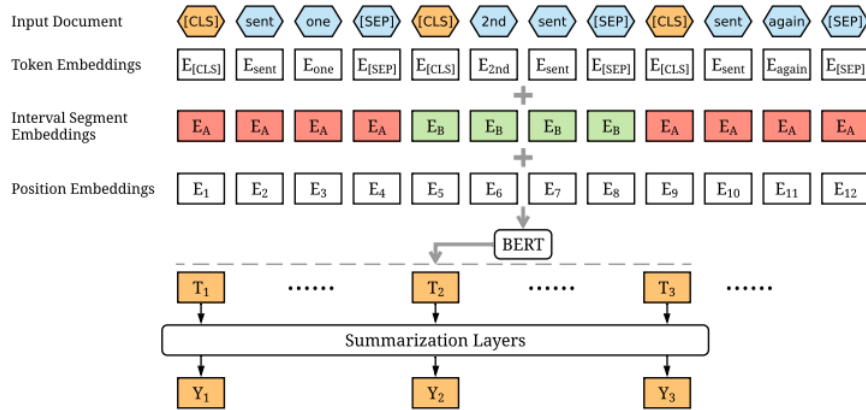 Input Document [CLS] sent one [SEP] [CLS] 2nd sent [SEP] [CLS] sent again [SEP]
Token Embeddings E[CLS] Esent Eone E[SEP] E[CLS] E2nd Esent E[SEP] E[CLS] Esent Eagain E[SEP]
+
Interval Segment
Embeddings EA EA EA EA EB EB EB EB EA EA EA EA
+
Position Embeddings E1 E2 E3 E4 E5 E6 E7 E8 E9 E10 E11 E12
BERT
T1 ...... T2 ...... T3 ......
Summarization Layers
Y1 Y2 Y3